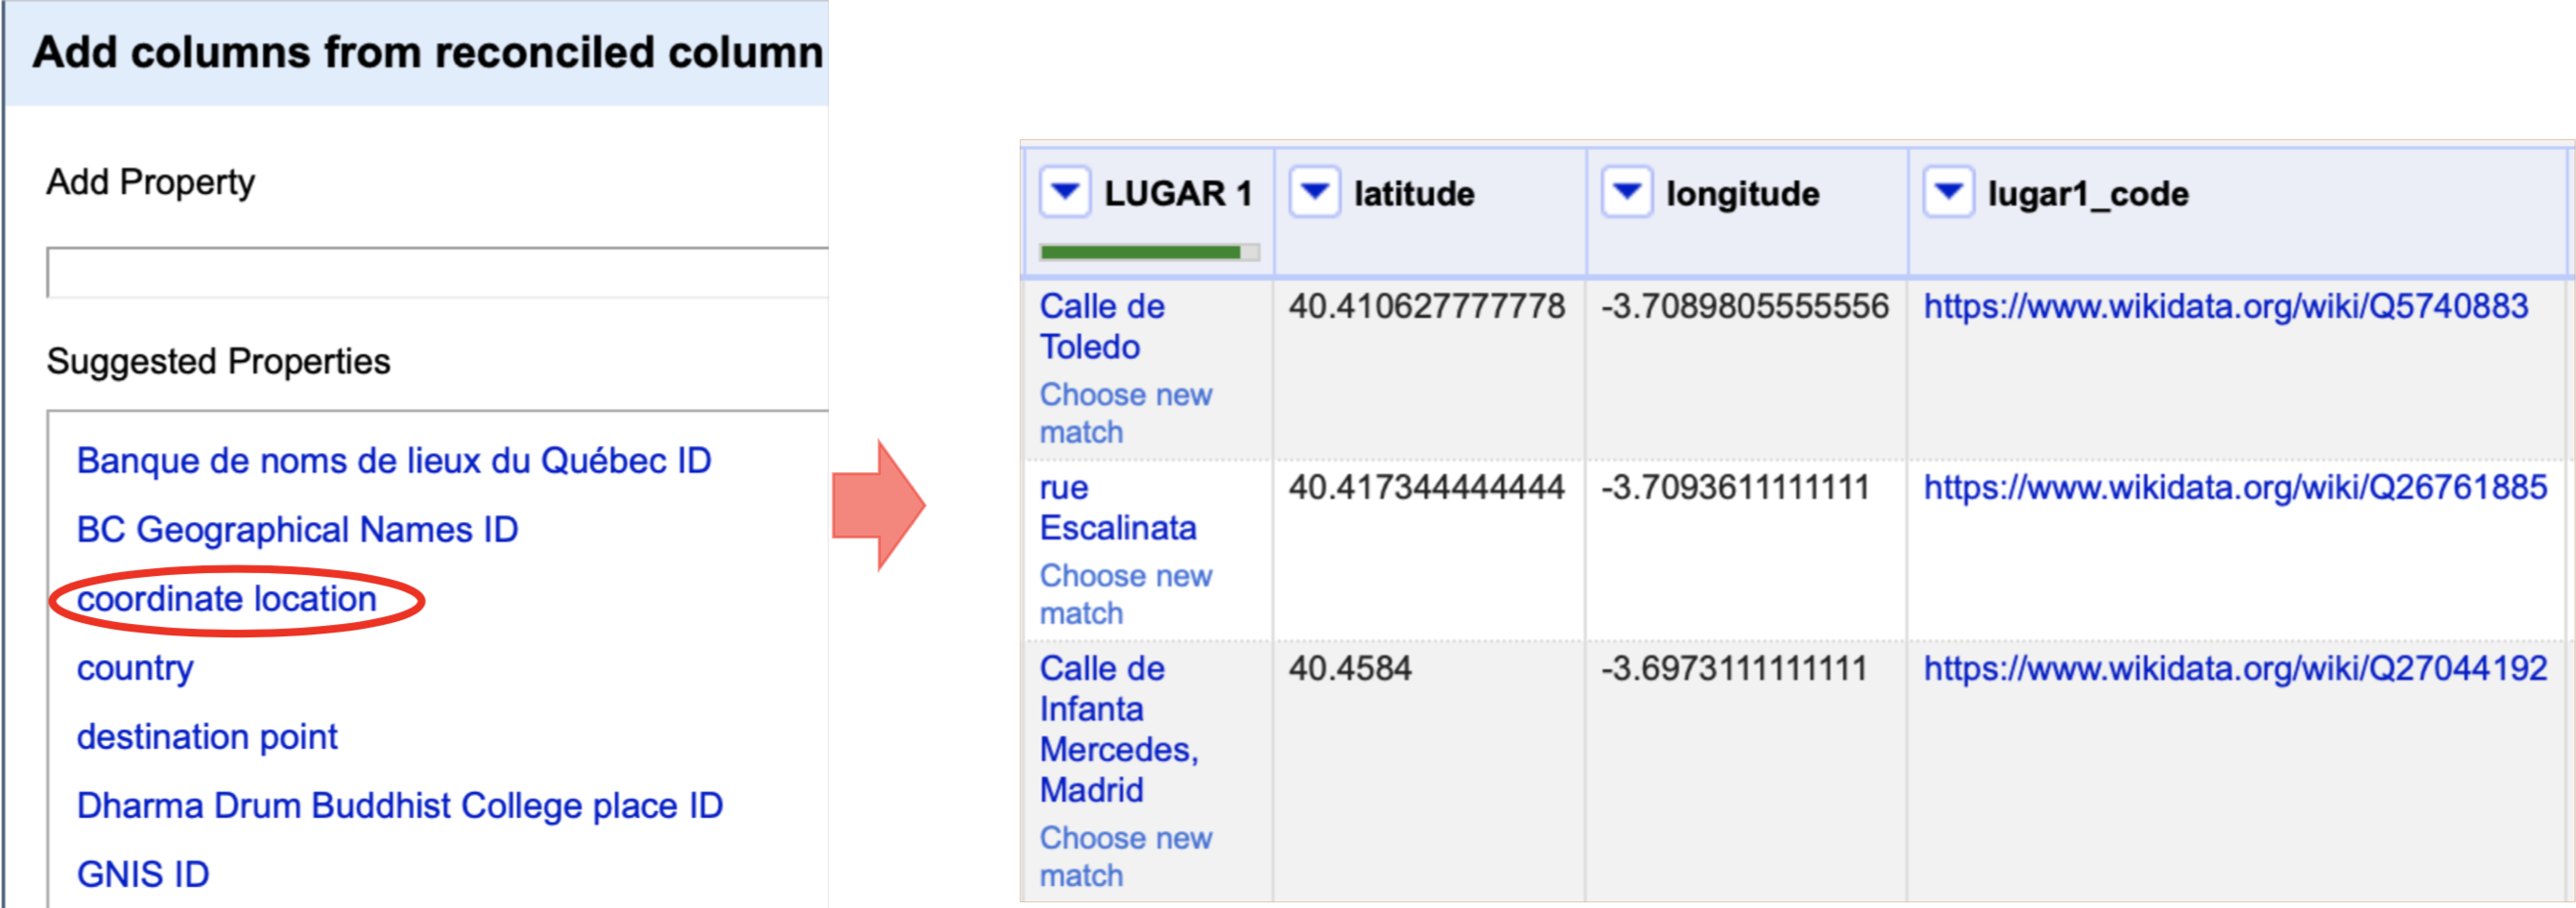 Add columns from reconciled column
Add Property
Suggested Properties
Banque de noms de lieux du Québec ID
BC Geographical Names ID
coordinate location
country
destination point
Dharma Drum Buddhist College place ID
GNIS ID
LUGAR 1 latitude longitude lugar1_code
Calle de 40.410627777778 -3.7089805555556 https://www.wikidata.org/wiki/Q5740883
Toledo
Choose new
match
rue 40.417344444444 -3.7093611111111 https://www.wikidata.org/wiki/Q26761885
Escalinata
Choose new
match
Calle de 40.4584 -3.6973111111111 https://www.wikidata.org/wiki/Q27044192
Infanta
Mercedes,
Madrid
Choose new
match